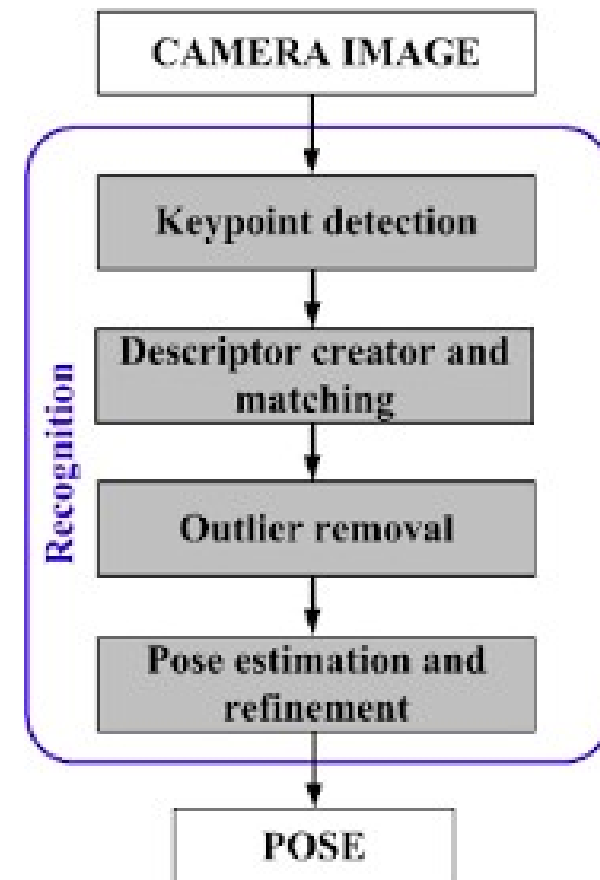 CAMERA IMAGE
Keypoint detection
Descriptor creator and
matching
Recognition
Outlier removal
Pose estimation and
refinement
POSE